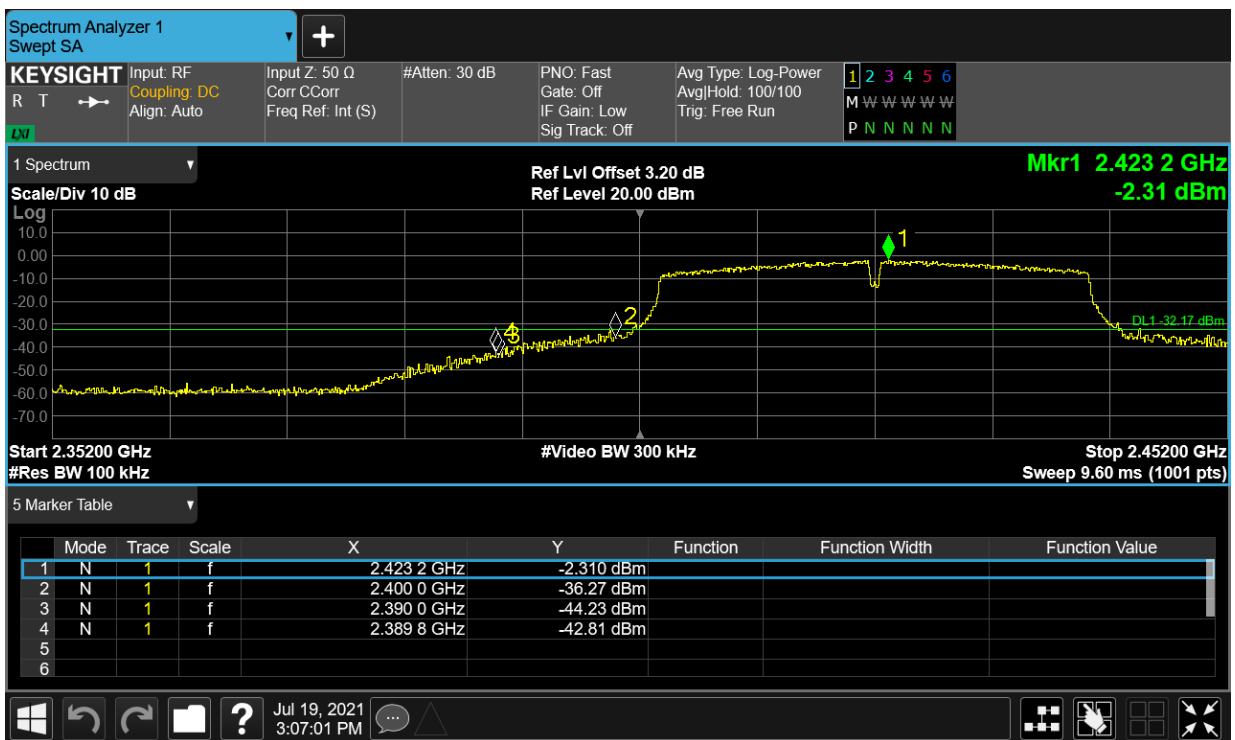 Spectrum Analyzer 1
Swept SA
+
KEYSIGHT
R T
LXI
Input: RF
Coupling: DC
Align: Auto
Input Z: 50 Ω
Corr CCorr
Freq Ref: Int (S)
#Atten: 30 dB
PNO: Fast
Gate: Off
IF Gain: Low
Sig Track: Off
Avg Type: Log-Power
Avg|Hold: 100/100
Trig: Free Run
1 2 3 4 5 6
M W W W W W
P N N N N N
1 Spectrum
Scale/Div 10 dB
Ref Lvl Offset 3.20 dB
Ref Level 20.00 dBm
Mkr1 2.423 2 GHz
-2.31 dBm
Log
10.0
0.00
-10.0
-20.0
-30.0
-40.0
-50.0
-60.0
-70.0
1
2
3
4
DL1 -32.17 dBm
Start 2.35200 GHz
#Video BW 300 kHz
Stop 2.45200 GHz
#Res BW 100 kHz
Sweep 9.60 ms (1001 pts)
5 Marker Table
Mode Trace Scale X Y Function Function Width Function Value
1 N 1 f 2.423 2 GHz -2.310 dBm
2 N 1 f 2.400 0 GHz -36.27 dBm
3 N 1 f 2.390 0 GHz -44.23 dBm
4 N 1 f 2.389 8 GHz -42.81 dBm
5
6
?
Jul 19, 2021
3:07:01 PM